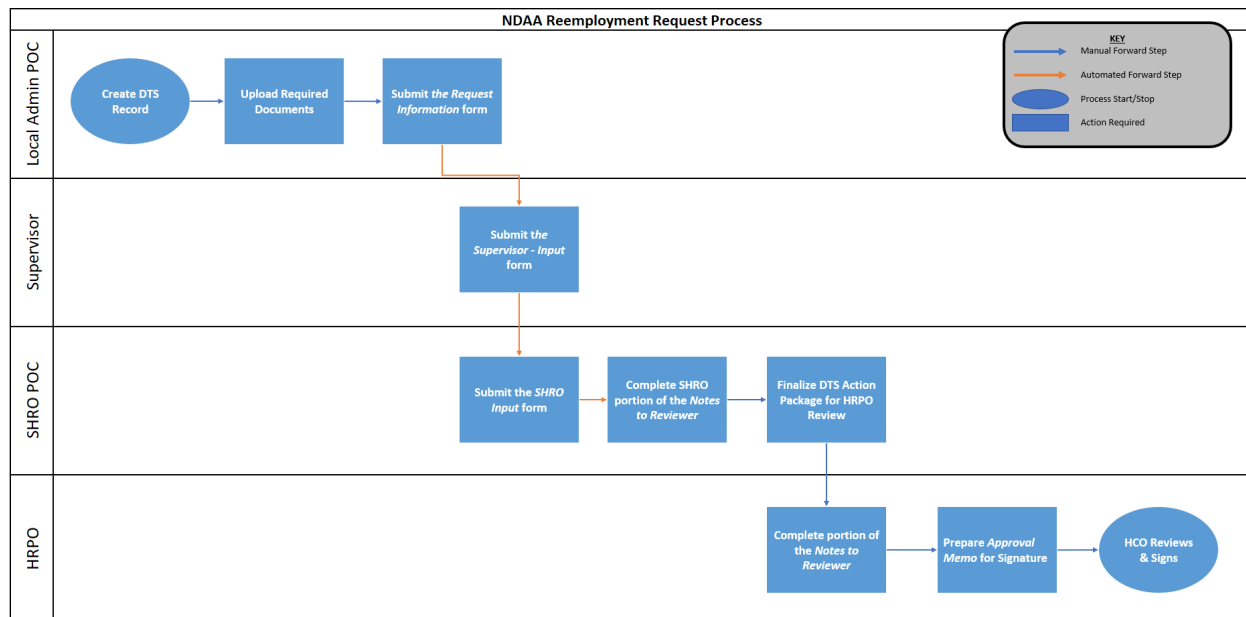 NDAA Reemployment Request Process
KEY
Manual Forward Step
Automated Forward Step
Process Start/Stop
Action Required
Local Admin POC
Create DTS
Record
Upload Required
Documents
Submit the Request
Information form
Supervisor
Submit the
Supervisor - Input
form
SHRO POC
Submit the SHRO
Input form
Complete SHRO
portion of the Notes
to Reviewer
Finalize DTS Action
Package for HRPO
Review
HRPO
Complete portion of
the Notes to
Reviewer
Prepare Approval
Memo for Signature
HCO Reviews
& Signs